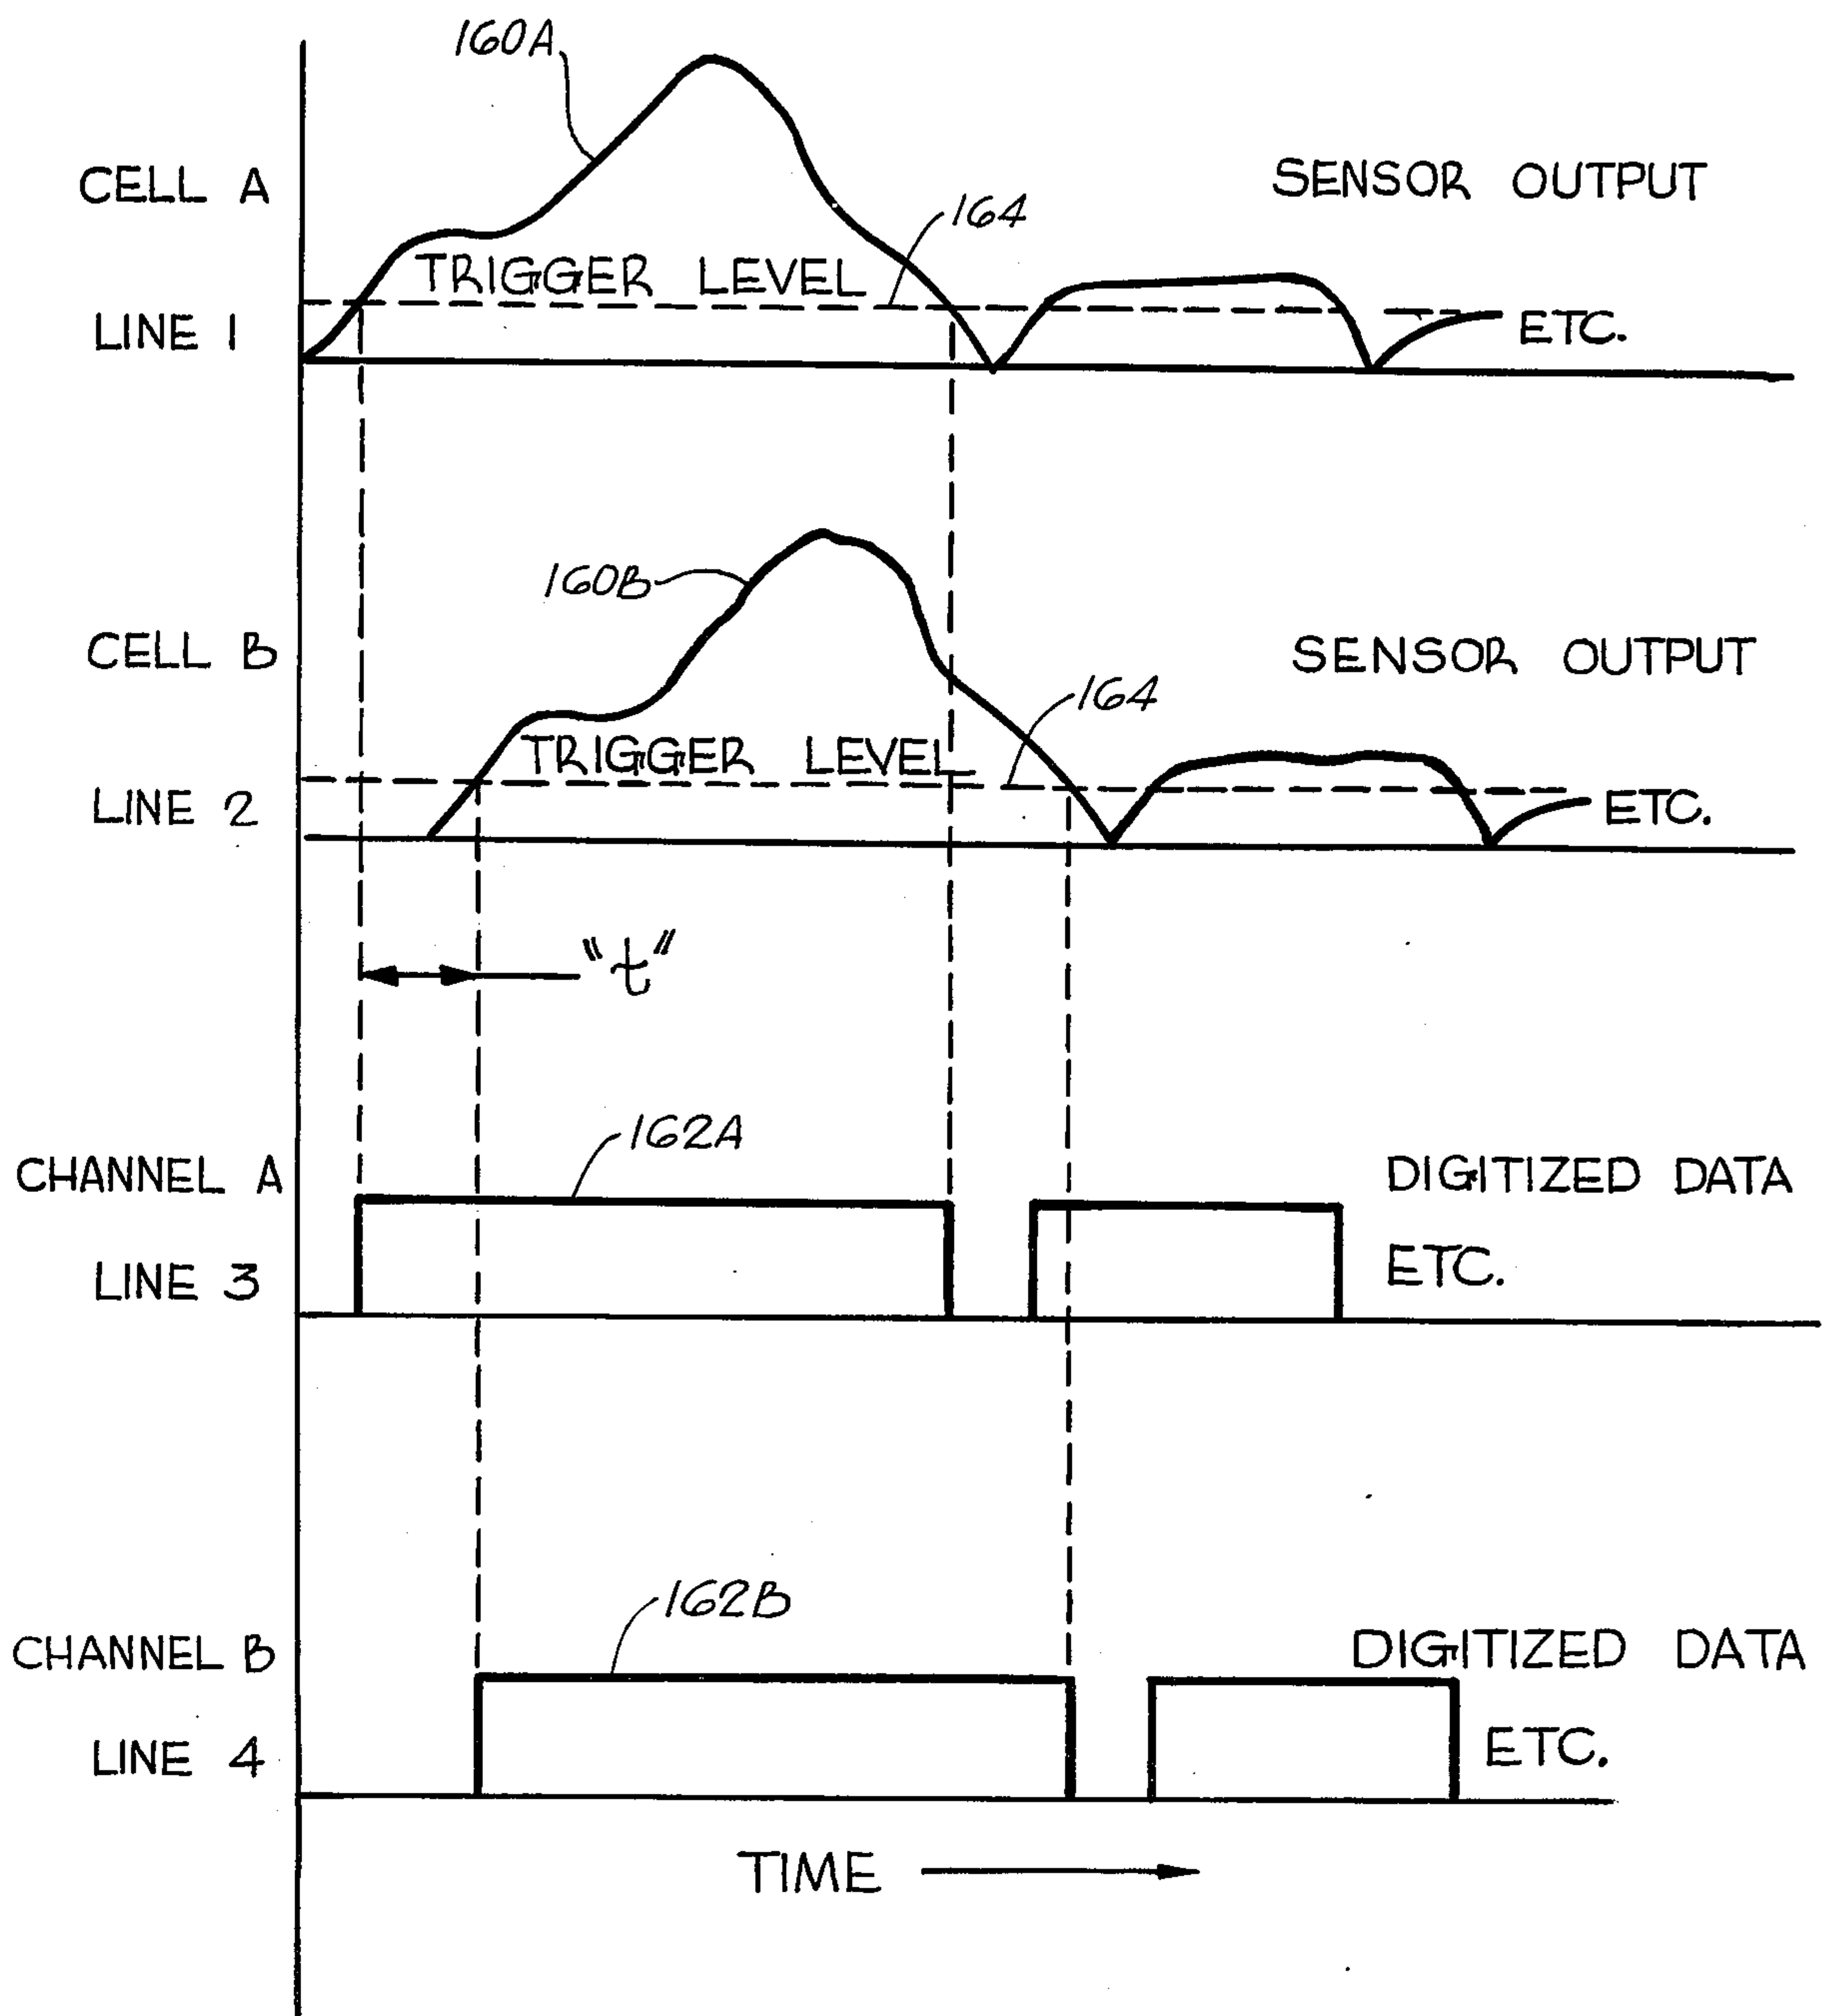 160A
CELL A
SENSOR OUTPUT
164
TRIGGER LEVEL
LINE 1
ETC.
160B
CELL B
SENSOR OUTPUT
164
TRIGGER LEVEL
LINE 2
ETC.
"t"
162A
CHANNEL A
DIGITIZED DATA
LINE 3
ETC.
162B
CHANNEL B
DIGITIZED DATA
LINE 4
ETC.
TIME